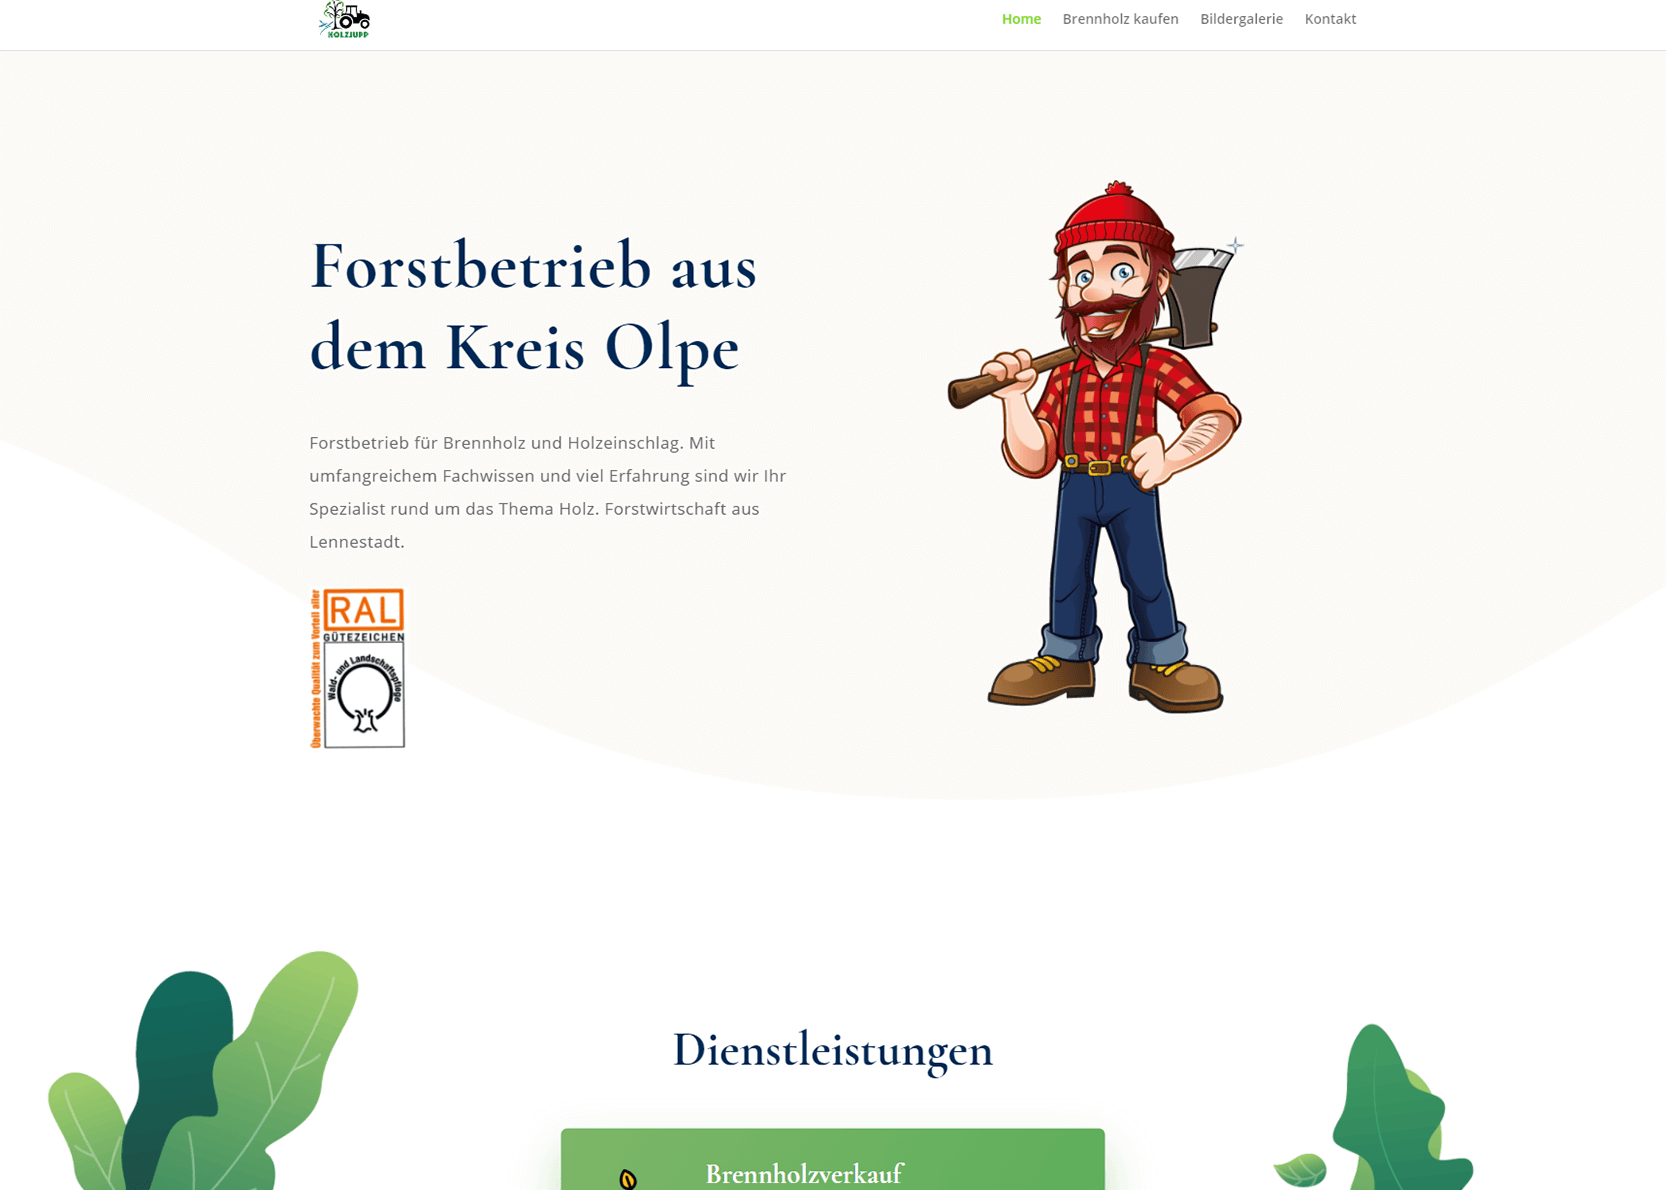 HOLZJUPP
Home
Brennholz kaufen
Bildergalerie
Kontakt
Forstbetrieb aus
dem Kreis Olpe
Forstbetrieb für Brennholz und Holzeinschlag. Mit
umfangreichem Fachwissen und viel Erfahrung sind wir Ihr
Spezialist rund um das Thema Holz. Forstwirtschaft aus
Lennestadt.
Überwachte Qualität zum Vorteil aller
RAL
GÜTEZEICHEN
Wald- und Landschaftspflege
Dienstleistungen
Brennholzverkauf